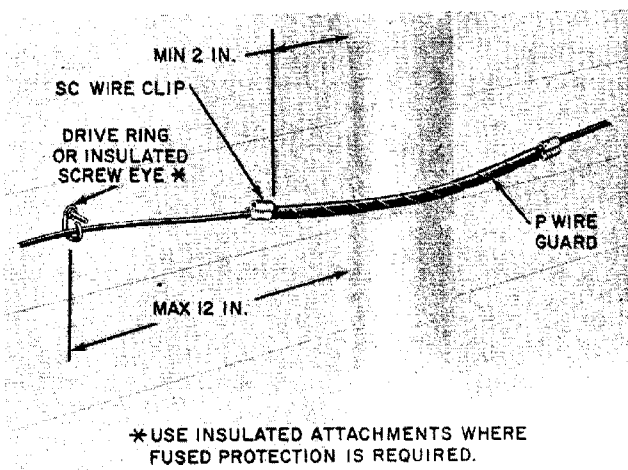 MIN 2 IN.
SC WIRE CLIP
DRIVE RING
OR INSULATED
SCREW EYE *
P WIRE
GUARD
MAX 12 IN.
* USE INSULATED ATTACHMENTS WHERE
FUSED PROTECTION IS REQUIRED.